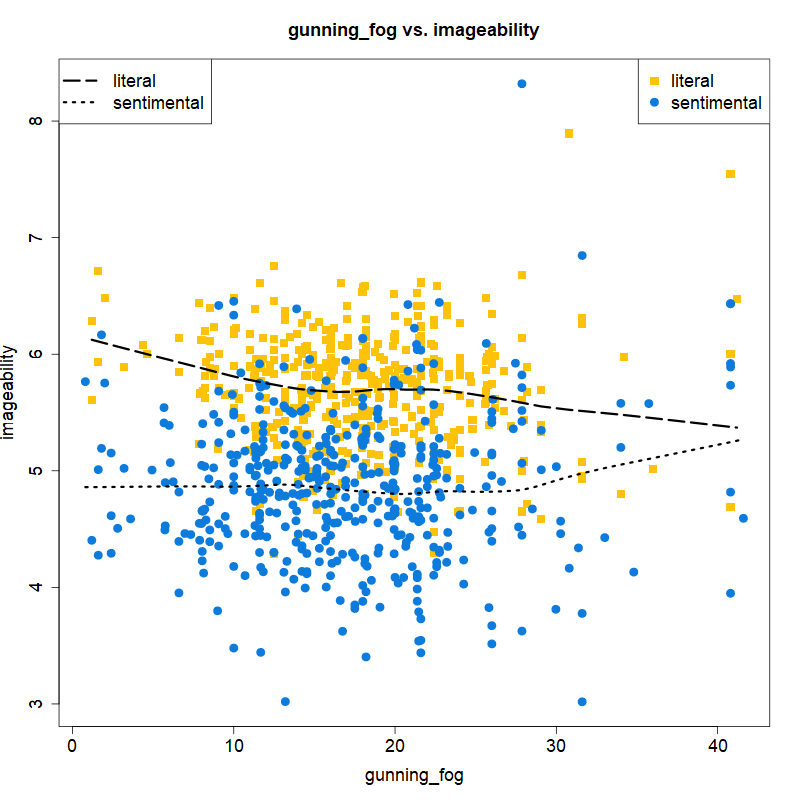 gunning_fog vs. imageability
literal
sentimental
literal
sentimental
8
7
6
5
4
3
imageability
0 10 20 30 40
gunning_fog